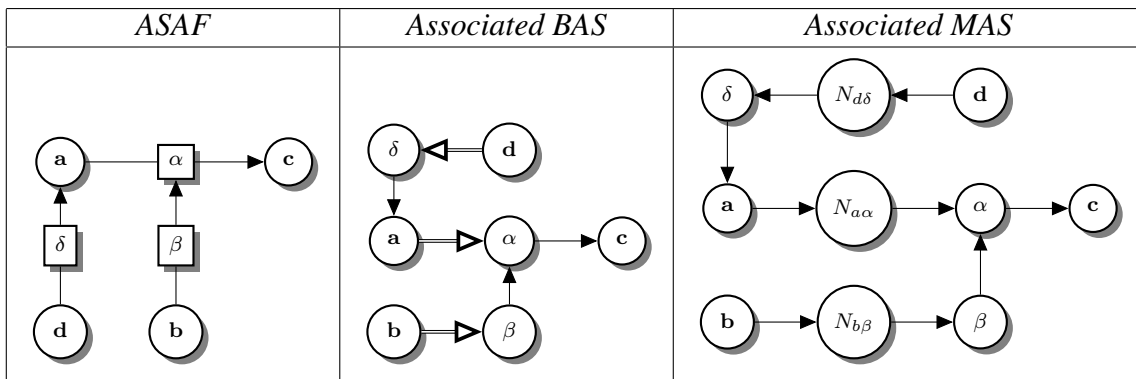 ASAF
Associated BAS
Associated MAS
a
α
c
δ
β
d
b
δ
d
a
α
c
b
β
δ
N_{dδ}
d
a
N_{aα}
α
c
b
N_{bβ}
β